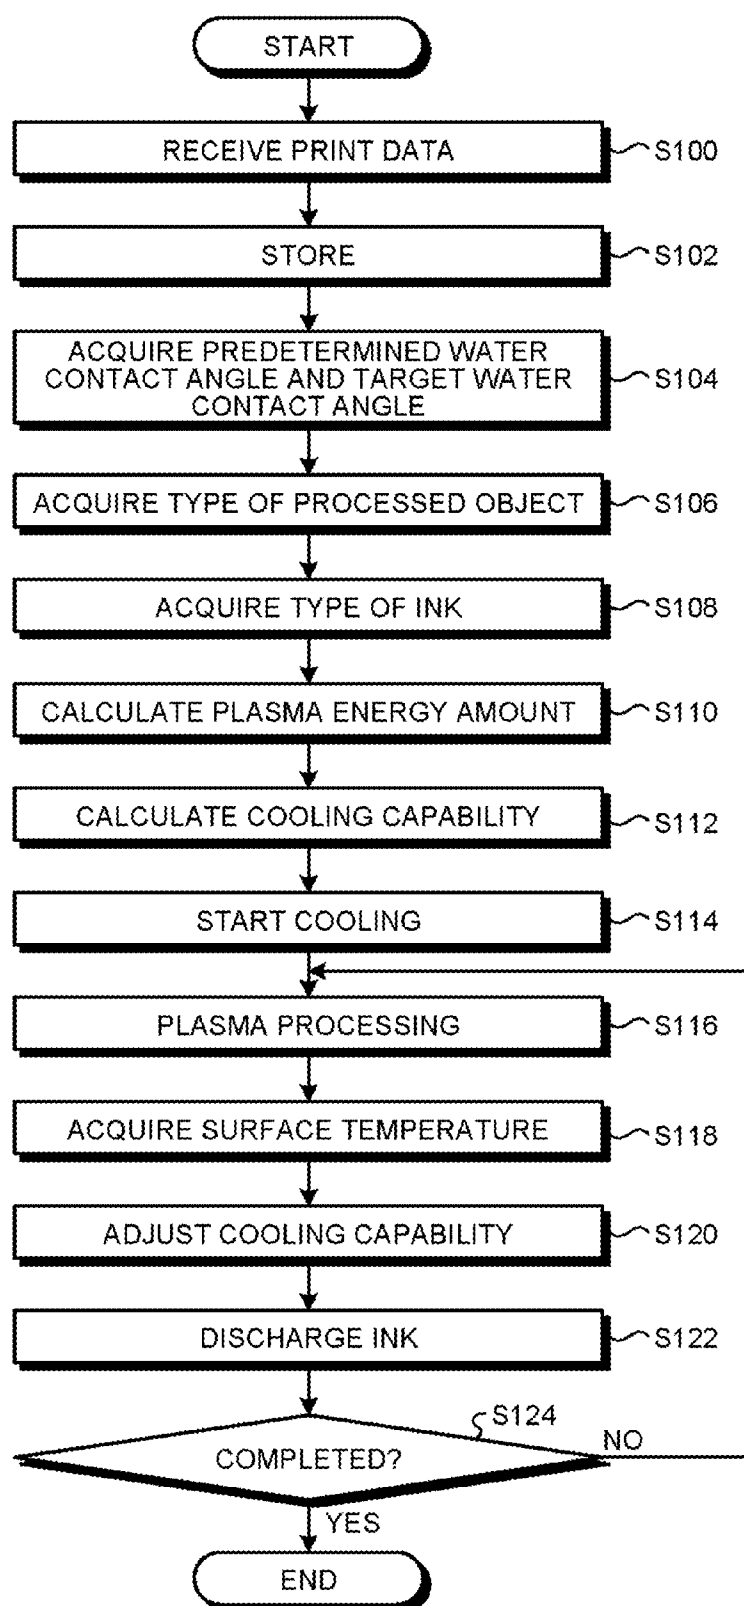 START
RECEIVE PRINT DATA
S100
STORE
S102
ACQUIRE PREDETERMINED WATER
CONTACT ANGLE AND TARGET WATER
CONTACT ANGLE
S104
ACQUIRE TYPE OF PROCESSED OBJECT
S106
ACQUIRE TYPE OF INK
S108
CALCULATE PLASMA ENERGY AMOUNT
S110
CALCULATE COOLING CAPABILITY
S112
START COOLING
S114
PLASMA PROCESSING
S116
ACQUIRE SURFACE TEMPERATURE
S118
ADJUST COOLING CAPABILITY
S120
DISCHARGE INK
S122
S124
COMPLETED?
NO
YES
END